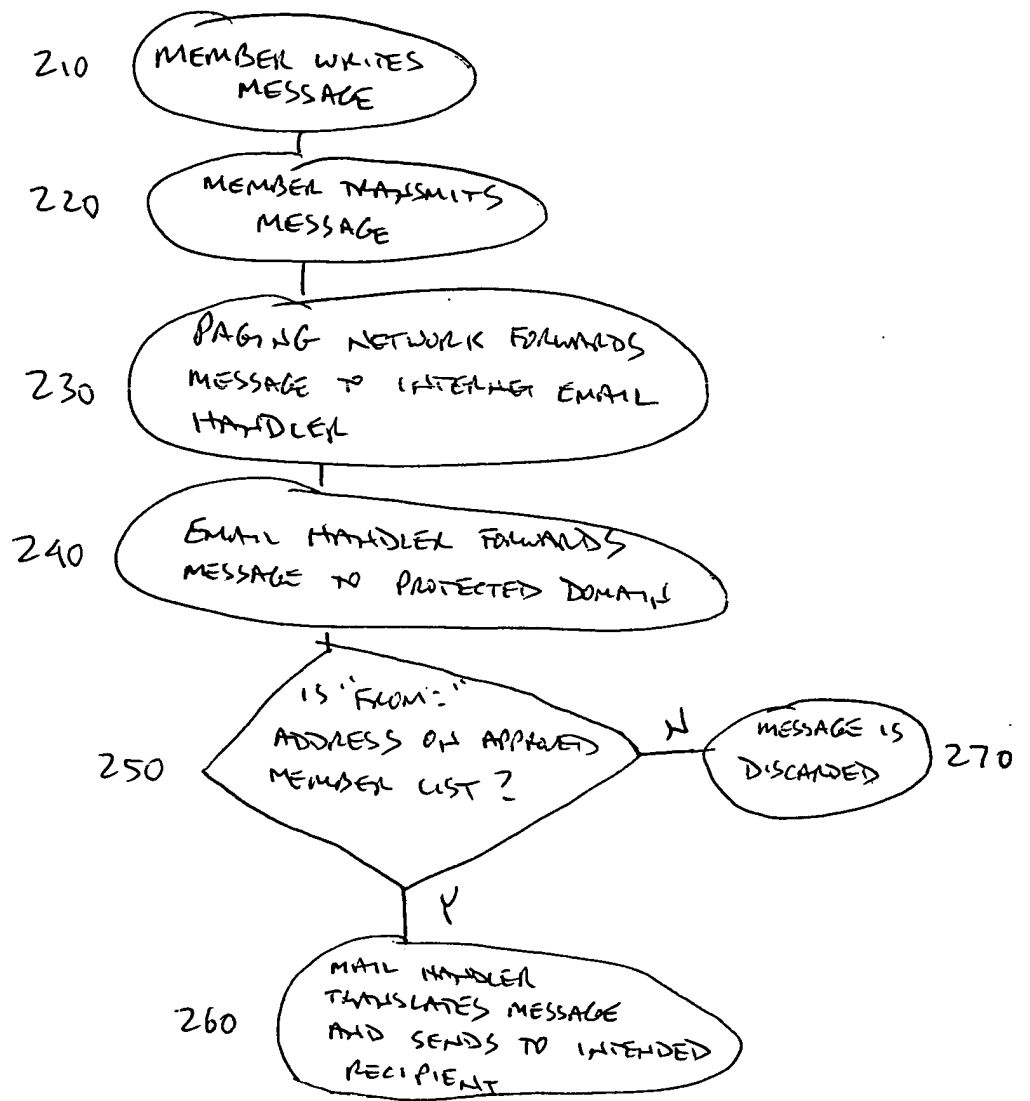 210
MEMBER WRITES
MESSAGE
220
MEMBER TRANSMITS
MESSAGE
230
PAGING NETWORK FORWARDS
MESSAGE TO INTERNET EMAIL
HANDLER
240
EMAIL HANDLER FORWARDS
MESSAGE TO PROTECTED DOMAIN
250
IS "FROM:"
ADDRESS ON APPROVED
MEMBER LIST?
N
MESSAGE IS
DISCARDED
270
Y
260
MAIL HANDLER
TRANSLATES MESSAGE
AND SENDS TO INTENDED
RECIPIENT